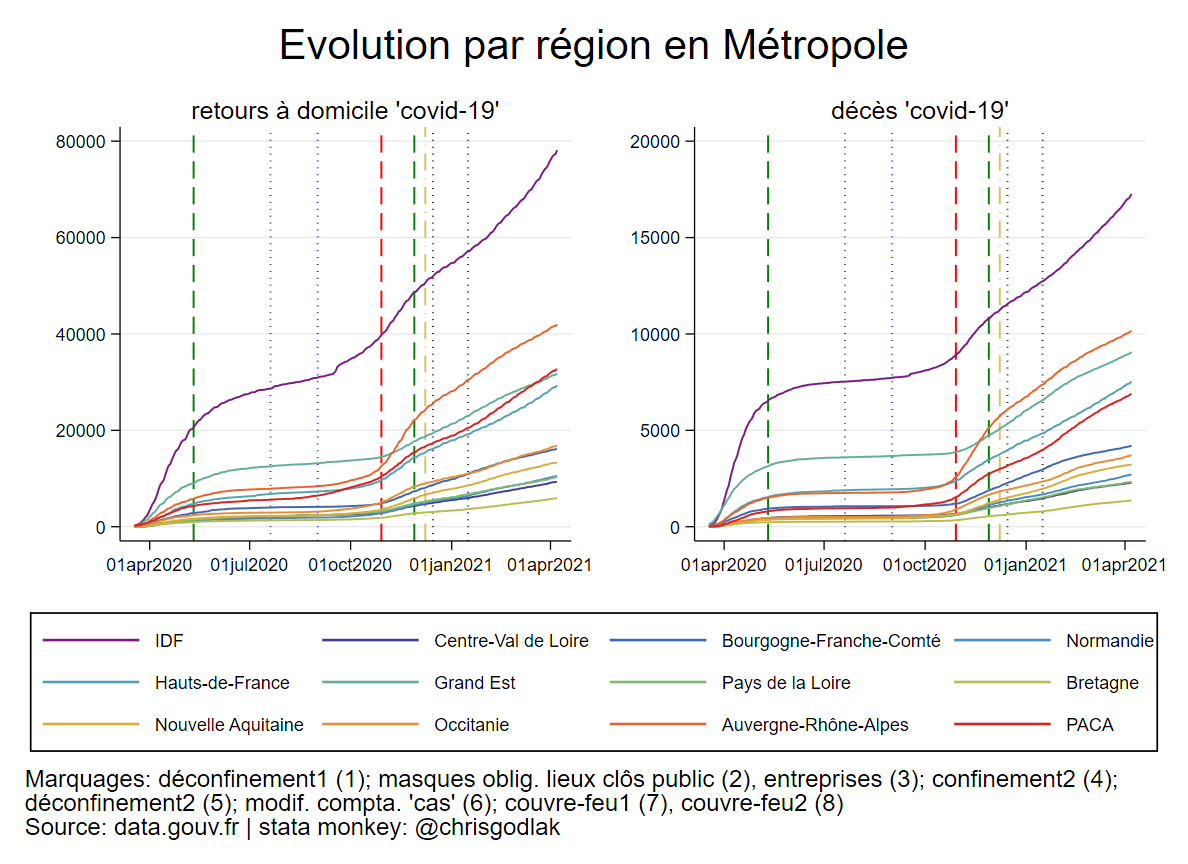 Evolution par région en Métropole
retours à domicile 'covid-19'
80000
60000
40000
20000
0
01apr2020 01jul2020 01oct2020 01jan2021 01apr2021
décès 'covid-19'
20000
15000
10000
5000
0
01apr2020 01jul2020 01oct2020 01jan2021 01apr2021
IDF Centre-Val de Loire Bourgogne-Franche-Comté Normandie
Hauts-de-France Grand Est Pays de la Loire Bretagne
Nouvelle Aquitaine Occitanie Auvergne-Rhône-Alpes PACA
Marquages: déconfinement1 (1); masques oblig. lieux clôs public (2), entreprises (3); confinement2 (4);
déconfinement2 (5); modif. compta. 'cas' (6); couvre-feu1 (7), couvre-feu2 (8)
Source: data.gouv.fr | stata monkey: @chrisgodlak